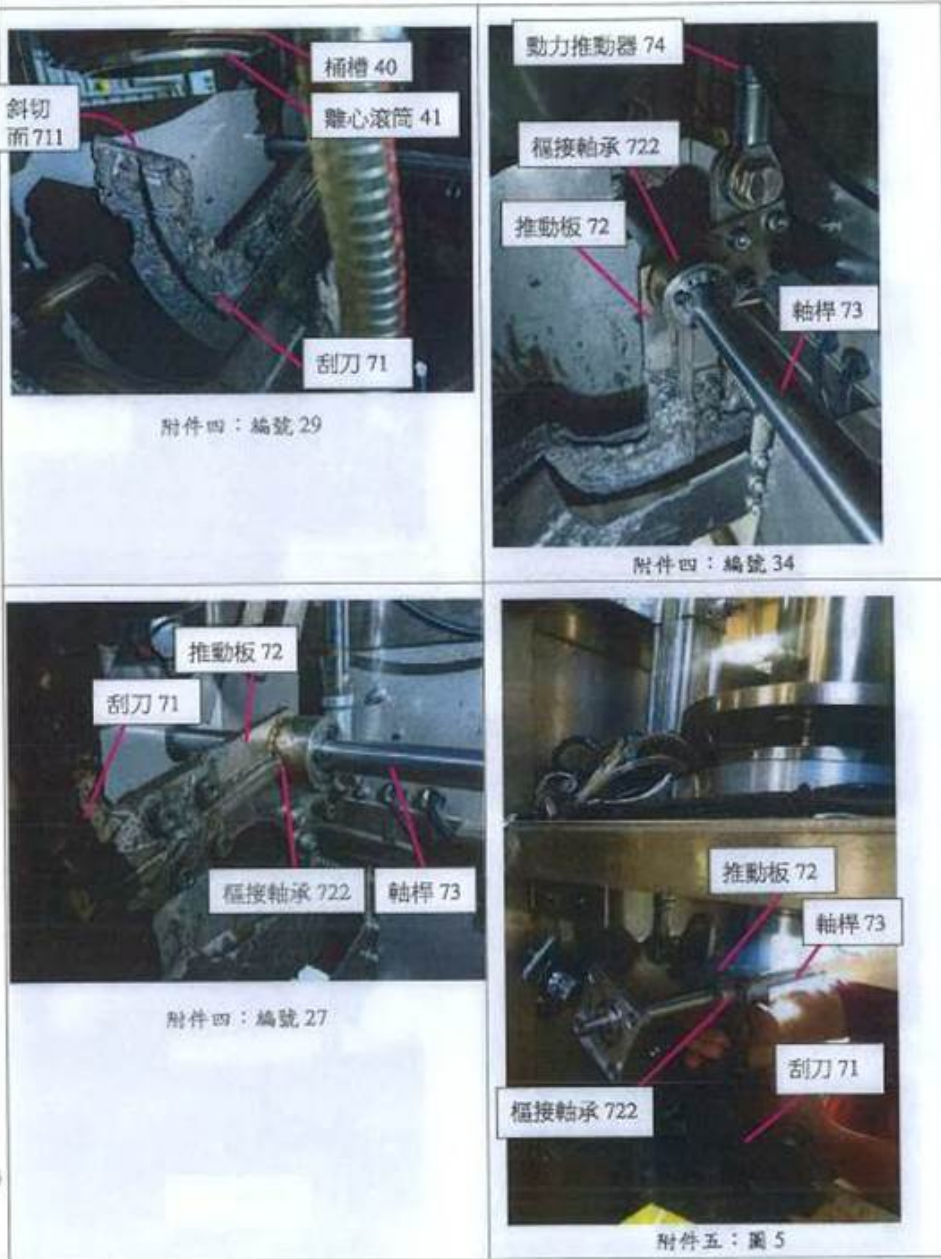 桶槽 40
離心滾筒 41
斜切
面 711
刮刀 71
附件四：編號 29
動力推動器 74
樞接軸承 722
推動板 72
軸桿 73
附件四：編號 34
推動板 72
刮刀 71
樞接軸承 722
軸桿 73
附件四：編號 27
推動板 72
軸桿 73
刮刀 71
樞接軸承 722
附件五：圖 5